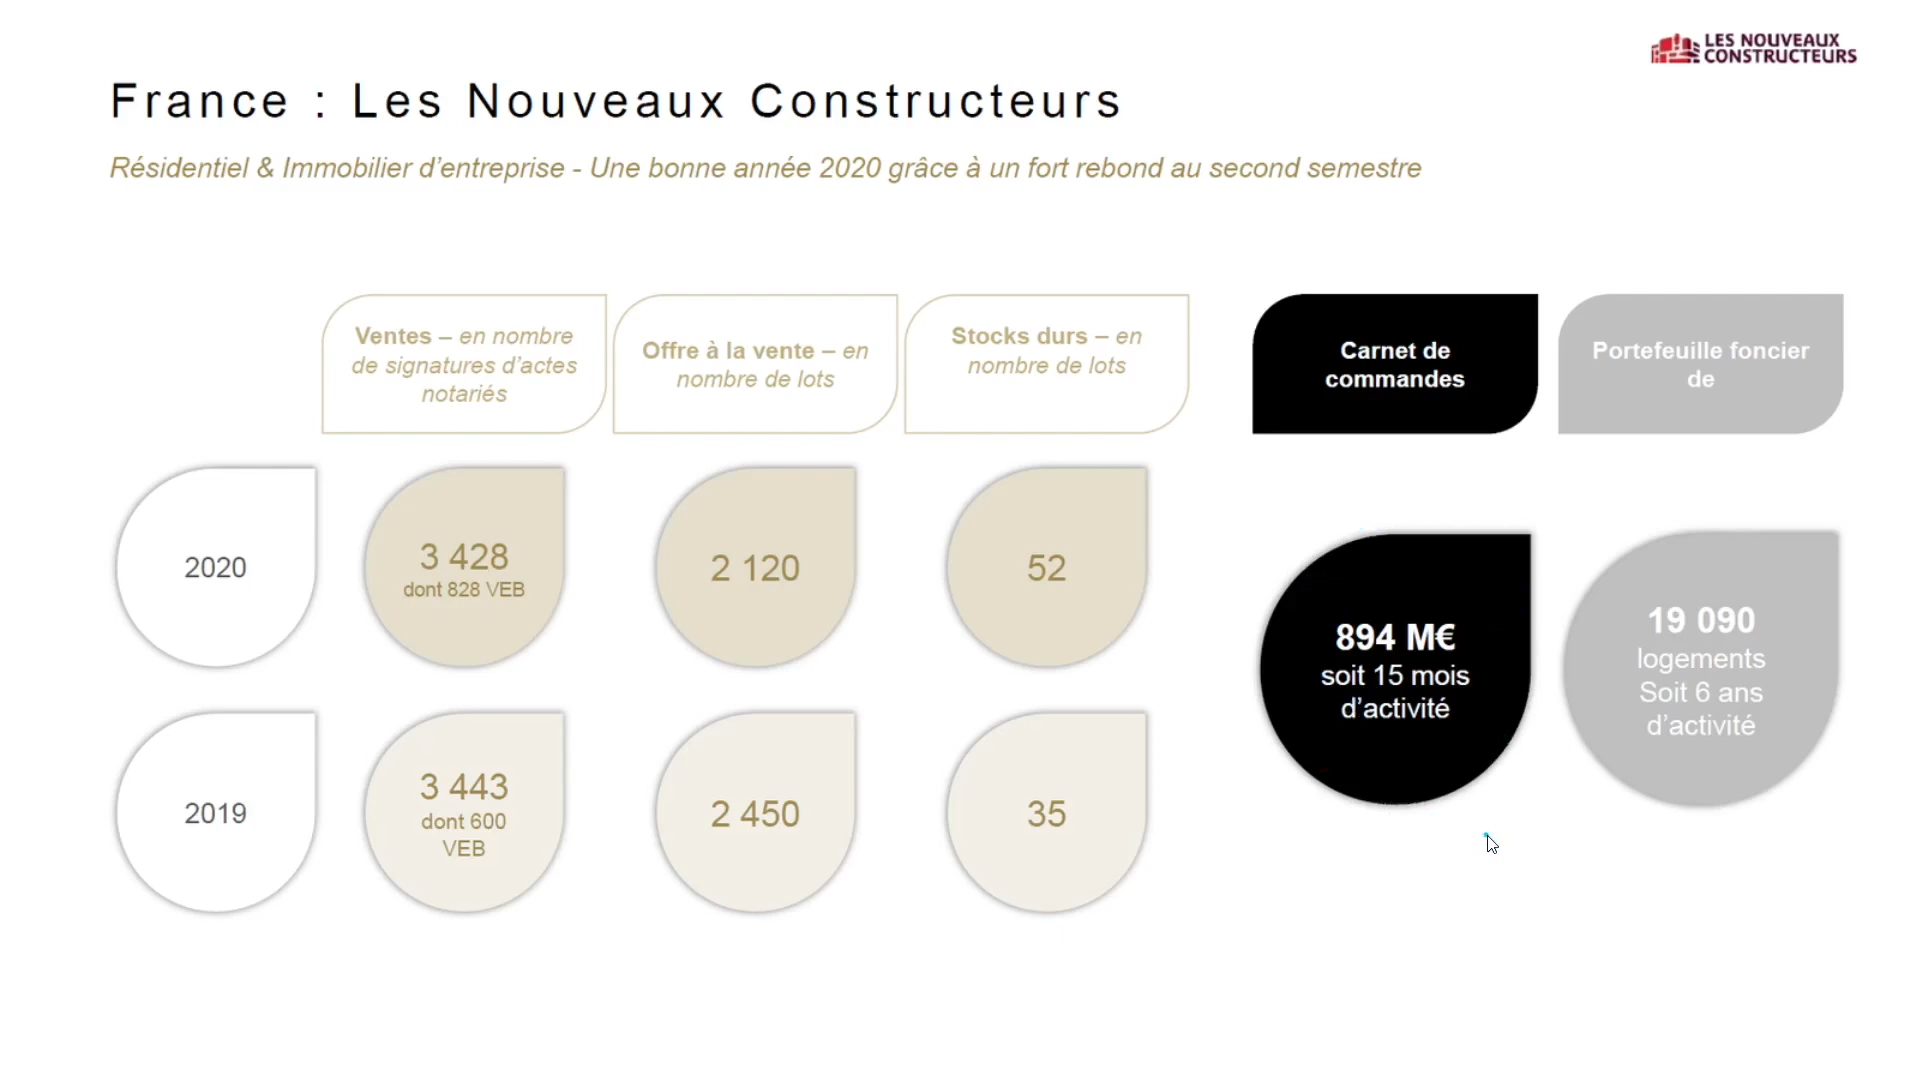 LES NOUVEAUX
CONSTRUCTEURS
France : Les Nouveaux Constructeurs
Résidentiel & Immobilier d’entreprise - Une bonne année 2020 grâce à un fort rebond au second semestre
Ventes – en nombre
de signatures d’actes
notariés
Offre à la vente – en
nombre de lots
Stocks durs – en
nombre de lots
Carnet de
commandes
Portefeuille foncier
de
2020
3 428
dont 828 VEB
2 120
52
894 M€
soit 15 mois
d’activité
19 090
logements
Soit 6 ans
d’activité
2019
3 443
dont 600
VEB
2 450
35